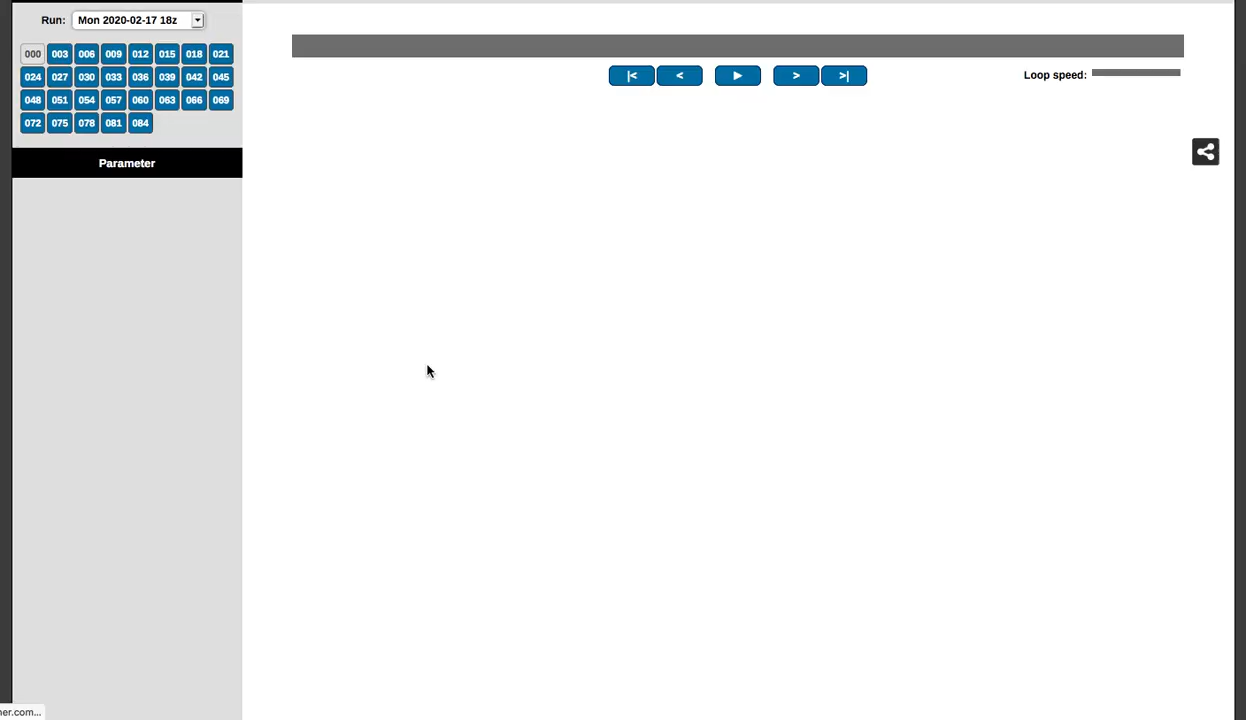 Run: Mon 2020-02-17 18z
000 003 006 009 012 015 018 021
024 027 030 033 036 039 042 045
048 051 054 057 060 063 066 069
072 075 078 081 084
Parameter
|< < > >|
Loop speed:
ner.com...